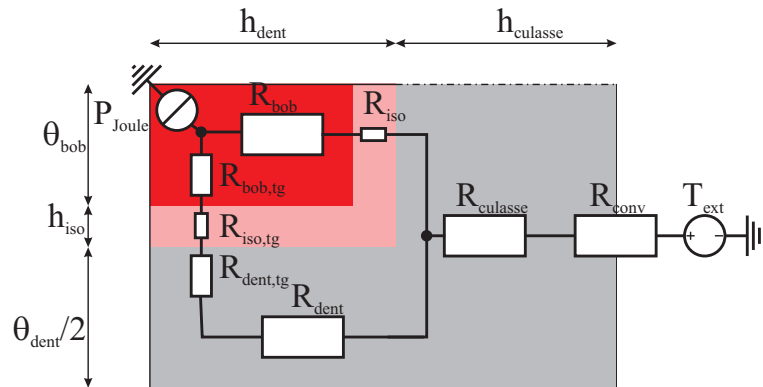 h_dent
h_culasse
P_Joule
R_bob
R_iso
θ_bob
R_bob,tg
R_culasse
R_conv
T_ext
h_iso
R_iso,tg
+ −
R_dent,tg
R_dent
θ_dent/2